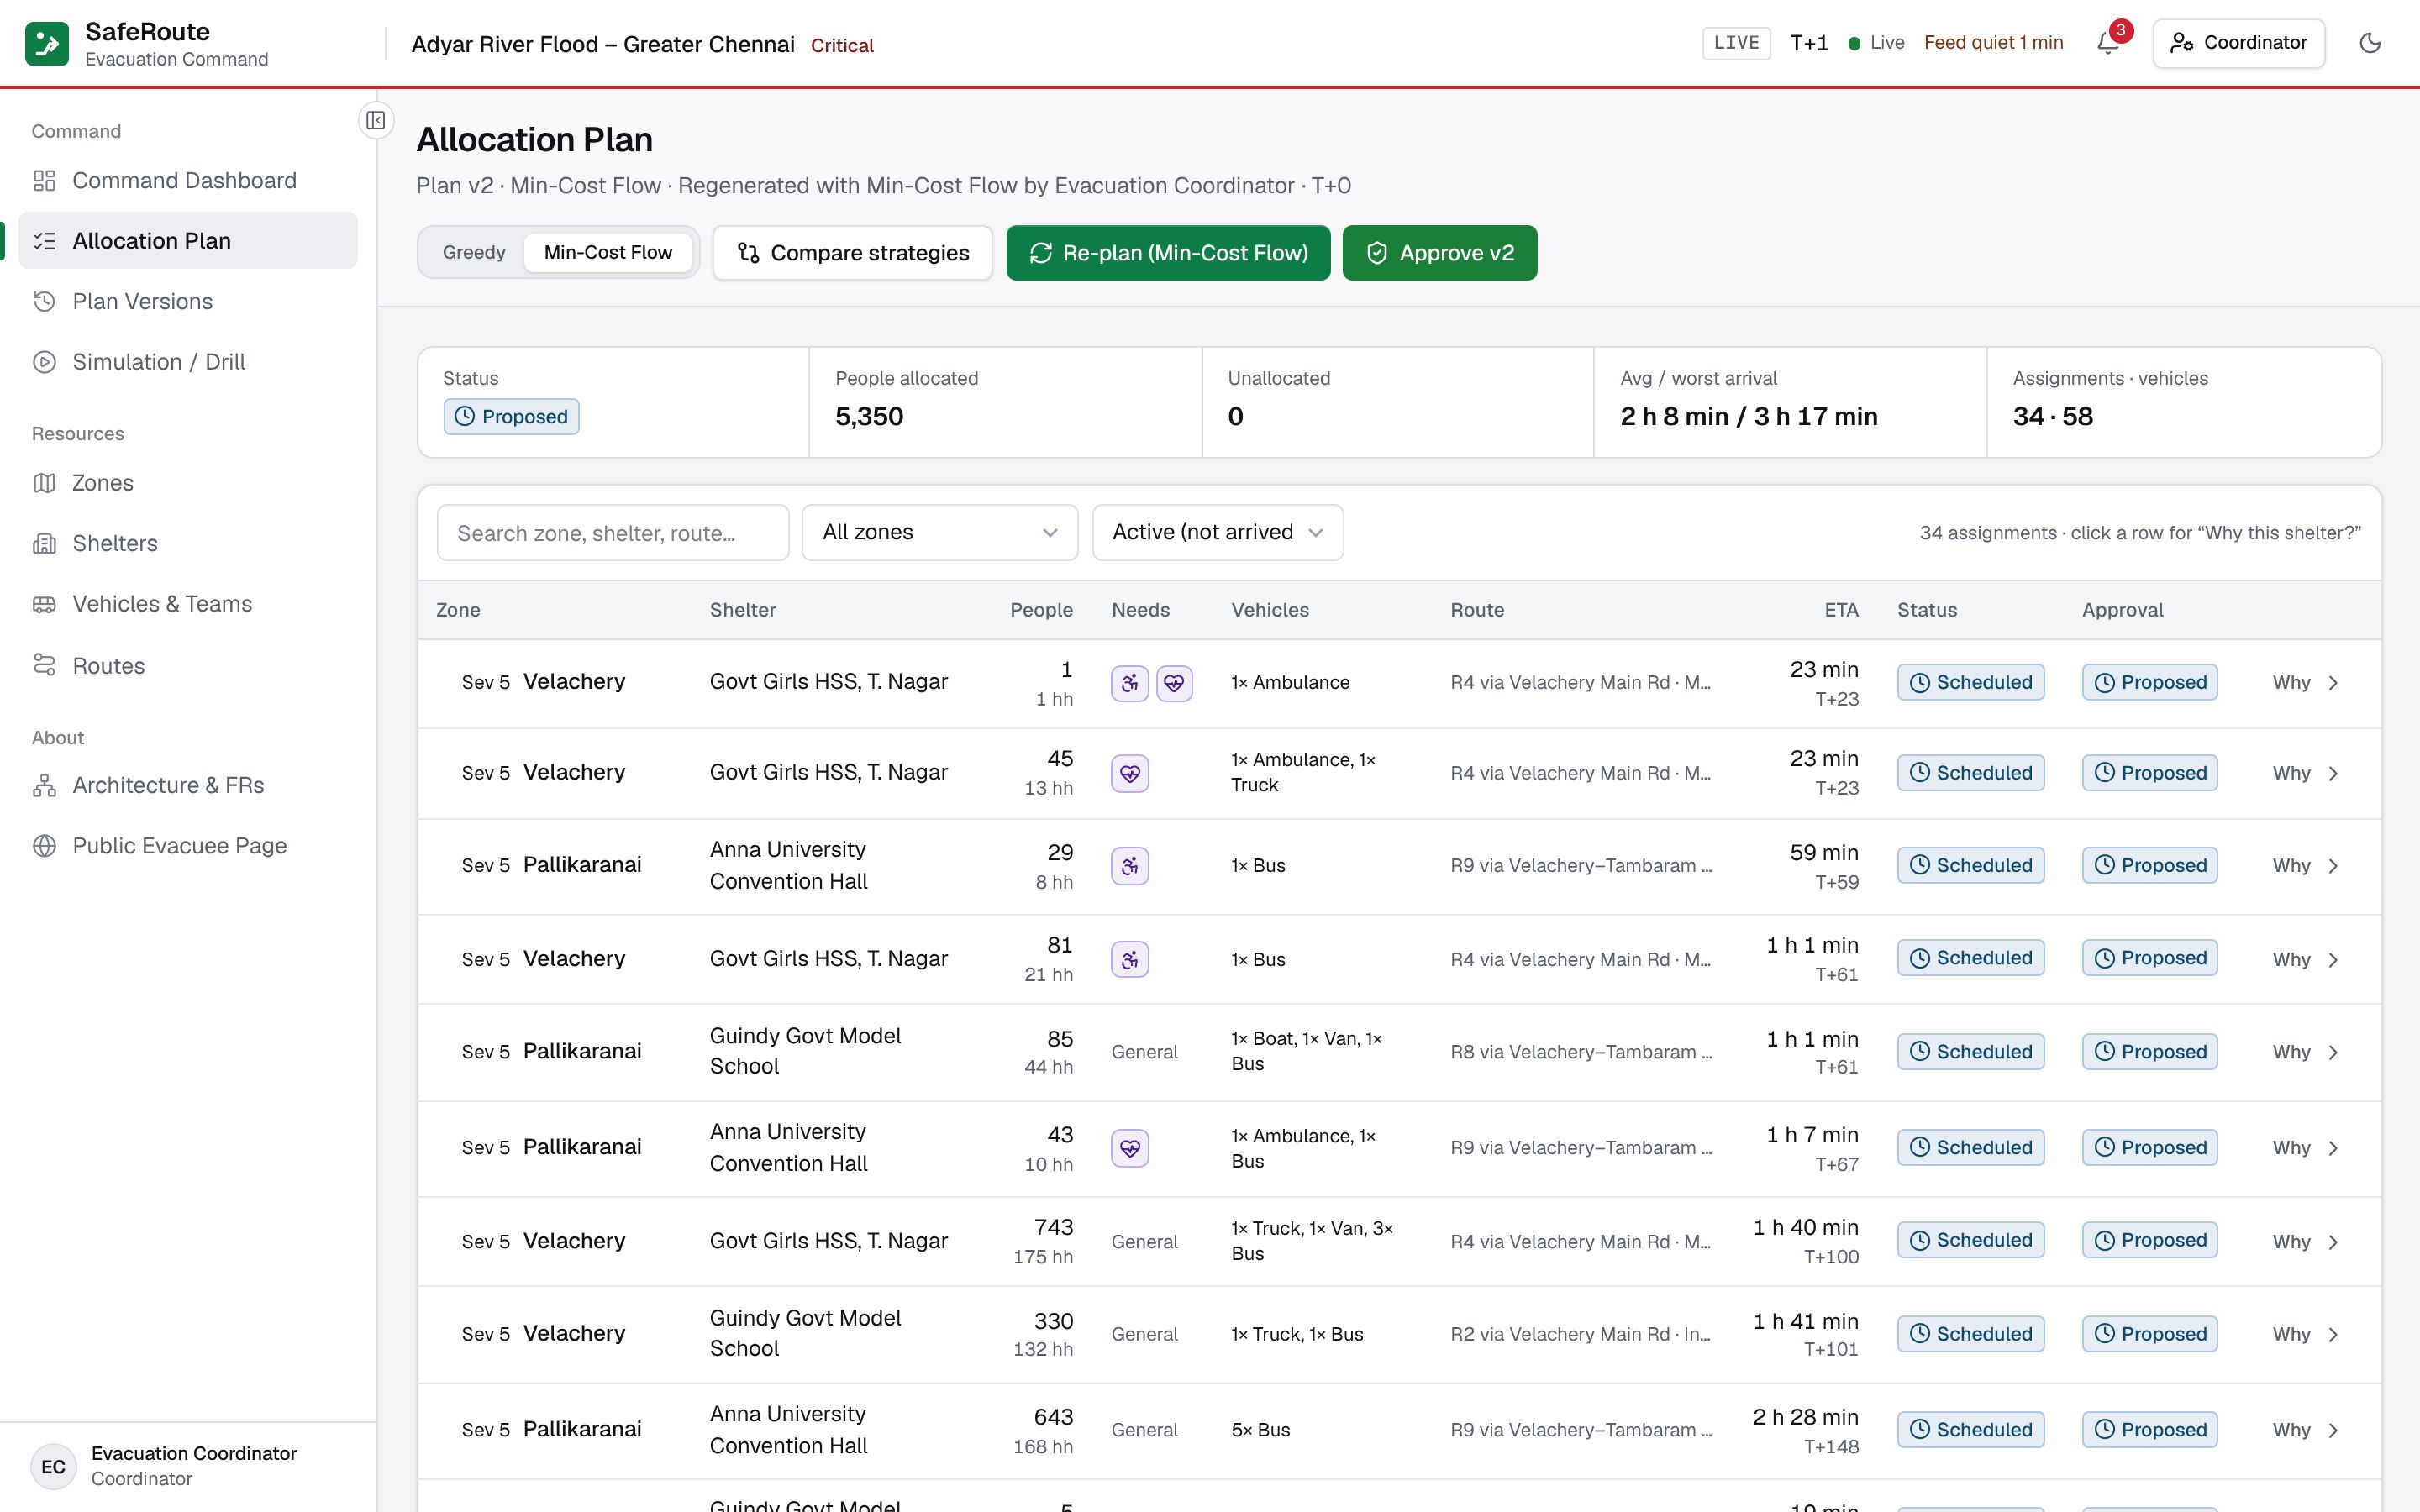 SafeRoute
Evacuation Command
Adyar River Flood – Greater Chennai Critical
LIVE T+1 Live Feed quiet 1 min 3 Coordinator
Command
Command Dashboard
Allocation Plan
Plan Versions
Simulation / Drill
Resources
Zones
Shelters
Vehicles & Teams
Routes
About
Architecture & FRs
Public Evacuee Page
EC Evacuation Coordinator
Coordinator
Allocation Plan
Plan v2 · Min-Cost Flow · Regenerated with Min-Cost Flow by Evacuation Coordinator · T+0
Greedy Min-Cost Flow Compare strategies Re-plan (Min-Cost Flow) Approve v2
Status People allocated Unallocated Avg / worst arrival Assignments · vehicles
Proposed 5,350 0 2 h 8 min / 3 h 17 min 34 · 58
Search zone, shelter, route... All zones Active (not arrived 34 assignments · click a row for “Why this shelter?”
Zone Shelter People Needs Vehicles Route ETA Status Approval
Sev 5 Velachery Govt Girls HSS, T. Nagar 1 1× Ambulance R4 via Velachery Main Rd · M... 23 min Scheduled Proposed Why
1 hh T+23
Sev 5 Velachery Govt Girls HSS, T. Nagar 45 1× Ambulance, 1× R4 via Velachery Main Rd · M... 23 min Scheduled Proposed Why
13 hh Truck T+23
Sev 5 Pallikaranai Anna University 29 1× Bus R9 via Velachery–Tambaram ... 59 min Scheduled Proposed Why
Convention Hall 8 hh T+59
Sev 5 Velachery Govt Girls HSS, T. Nagar 81 1× Bus R4 via Velachery Main Rd · M... 1 h 1 min Scheduled Proposed Why
21 hh T+61
Sev 5 Pallikaranai Guindy Govt Model 85 General 1× Boat, 1× Van, 1× R8 via Velachery–Tambaram ... 1 h 1 min Scheduled Proposed Why
School 44 hh Bus T+61
Sev 5 Pallikaranai Anna University 43 1× Ambulance, 1× R9 via Velachery–Tambaram ... 1 h 7 min Scheduled Proposed Why
Convention Hall 10 hh Bus T+67
Sev 5 Velachery Govt Girls HSS, T. Nagar 743 General 1× Truck, 1× Van, 3× R4 via Velachery Main Rd · M... 1 h 40 min Scheduled Proposed Why
175 hh Bus T+100
Sev 5 Velachery Guindy Govt Model 330 General 1× Truck, 1× Bus R2 via Velachery Main Rd · In... 1 h 41 min Scheduled Proposed Why
School 132 hh T+101
Sev 5 Pallikaranai Anna University 643 General 5× Bus R9 via Velachery–Tambaram ... 2 h 28 min Scheduled Proposed Why
Convention Hall 168 hh T+148
Guindy Govt Model 5 19 min